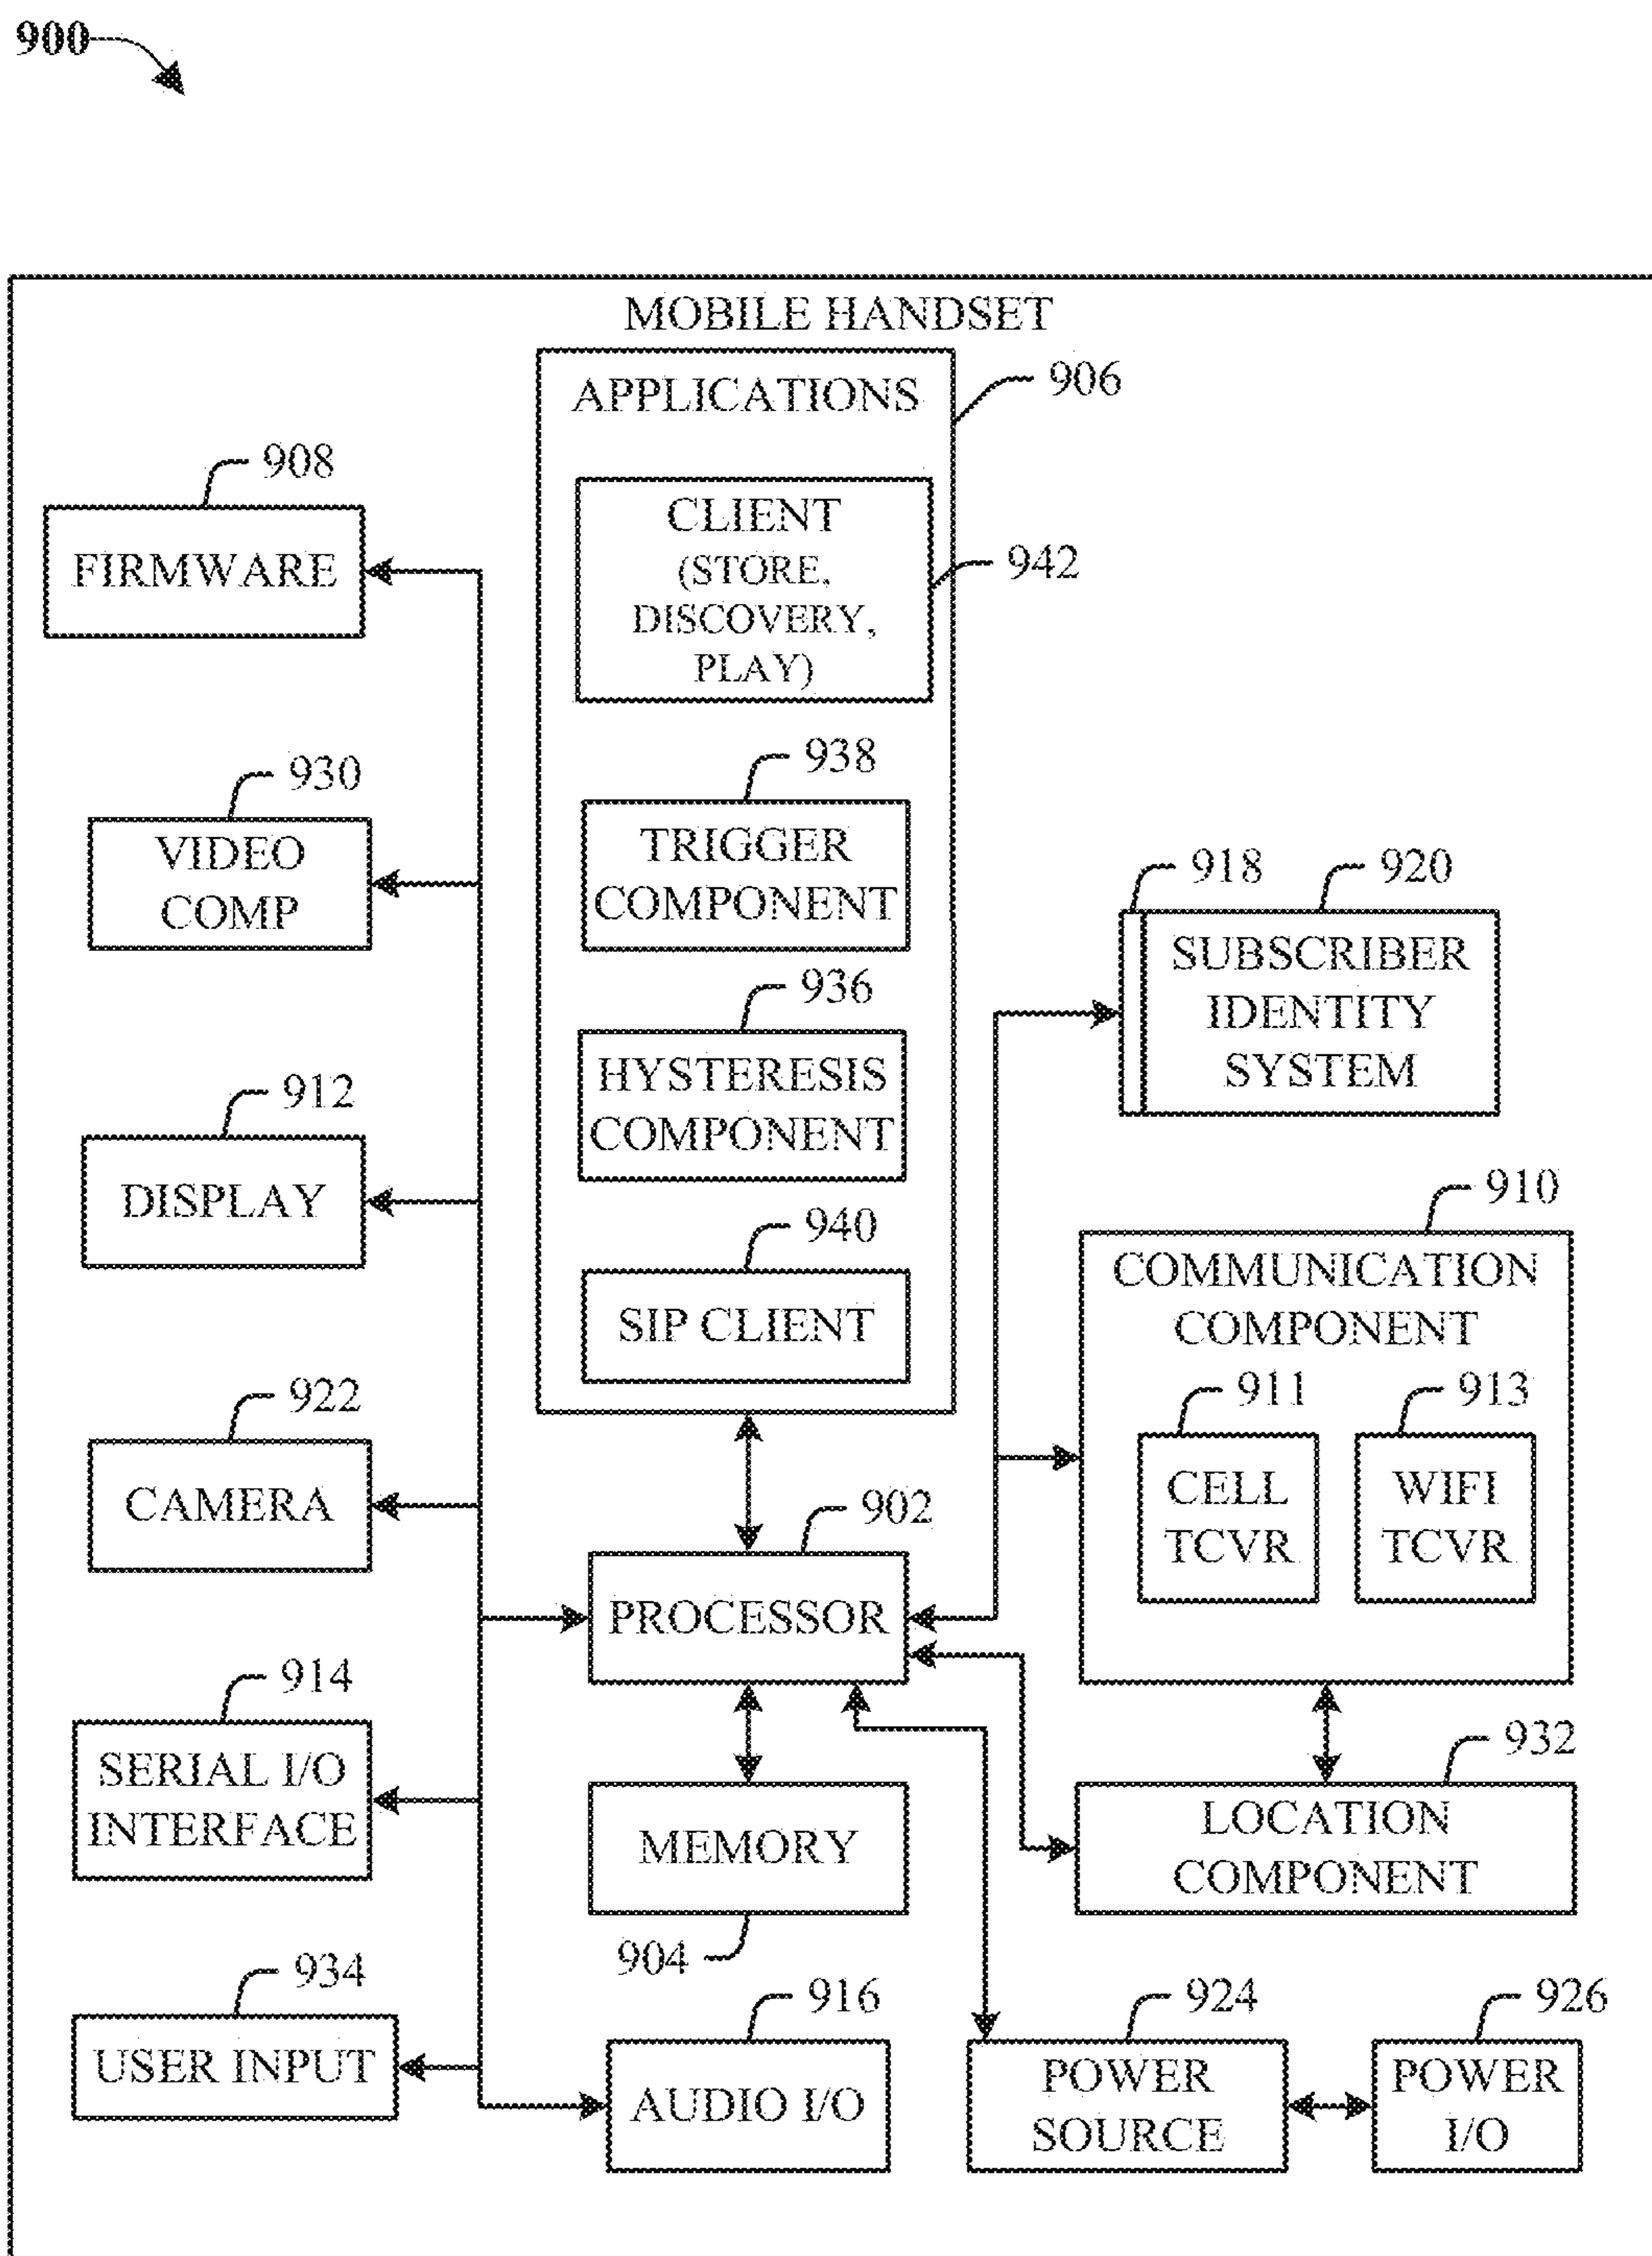 900
MOBILE HANDSET
APPLICATIONS
906
CLIENT
(STORE,
DISCOVERY,
PLAY)
942
938
TRIGGER
COMPONENT
936
HYSTERESIS
COMPONENT
940
SIP CLIENT
908
FIRMWARE
930
VIDEO
COMP
912
DISPLAY
922
CAMERA
914
SERIAL I/O
INTERFACE
934
USER INPUT
902
PROCESSOR
MEMORY
904
916
AUDIO I/O
918
920
SUBSCRIBER
IDENTITY
SYSTEM
910
COMMUNICATION
COMPONENT
911
CELL
TCVR
913
WIFI
TCVR
932
LOCATION
COMPONENT
924
POWER
SOURCE
926
POWER
I/O